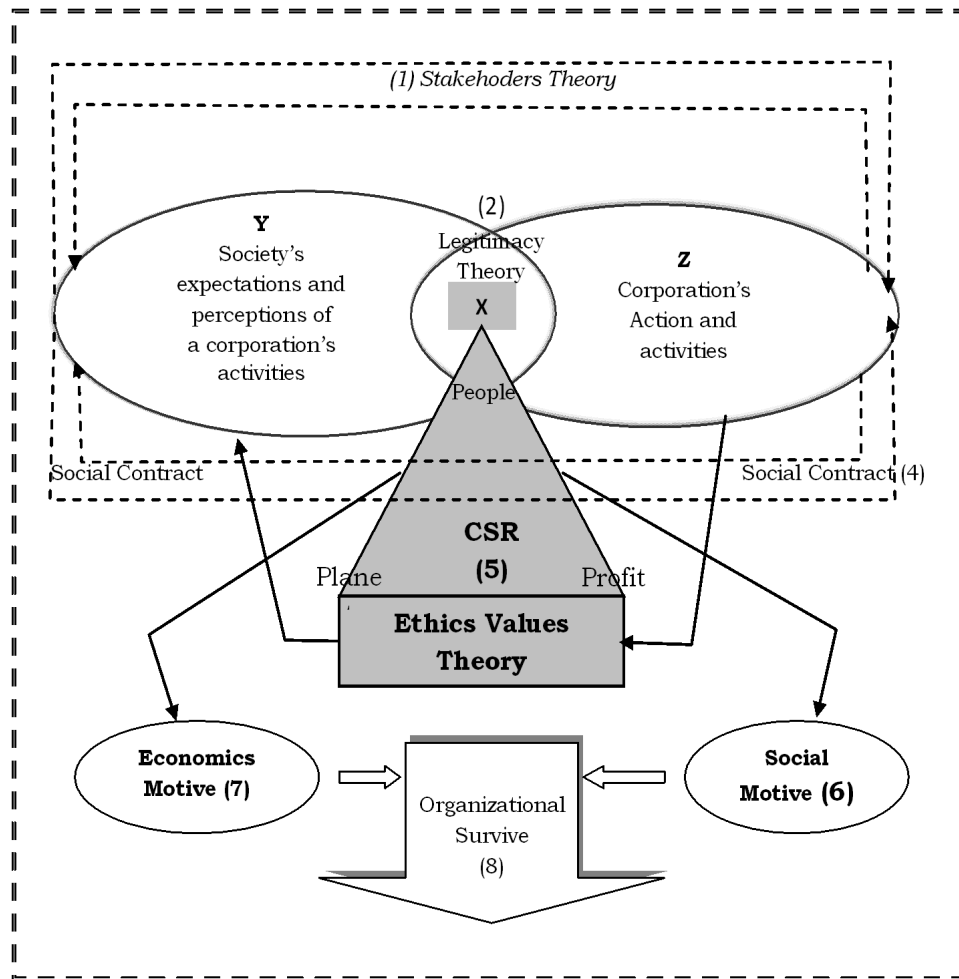 (1) Stakehoders Theory
(2)
Legitimacy
Theory
X
Y
Society's
expectations and
perceptions of
a corporation's
activities
Z
Corporation's
Action and
activities
People
Social Contract
Social Contract (4)
CSR
(5)
Plane
Profit
Ethics Values
Theory
Economics
Motive (7)
Social
Motive (6)
Organizational
Survive
(8)